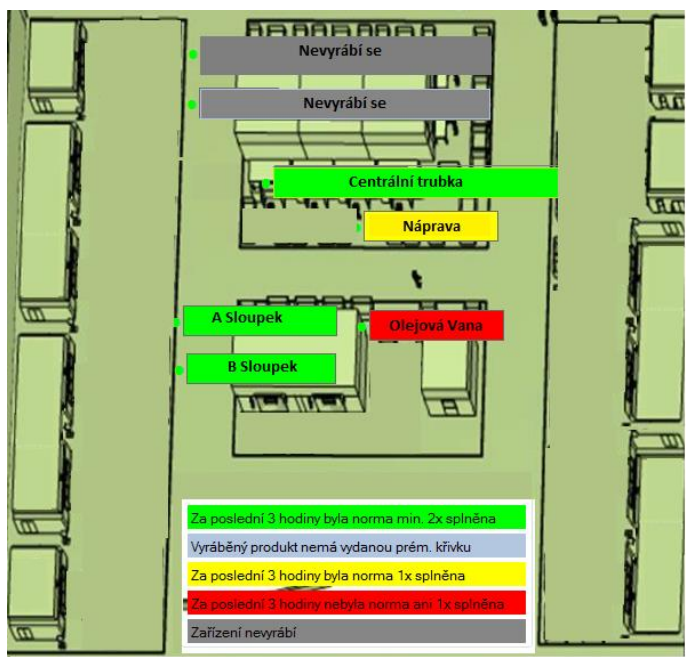 Nevyrábí se
Nevyrábí se
Centrální trubka
Náprava
A Sloupek
Olejová Vana
B Sloupek
Za poslední 3 hodiny byla norma min. 2x splněna
Vyráběný produkt nemá vydanou prém. křivku
Za poslední 3 hodiny byla norma 1x splněna
Za poslední 3 hodiny nebyla norma ani 1x splněna
Zařízení nevyrábí